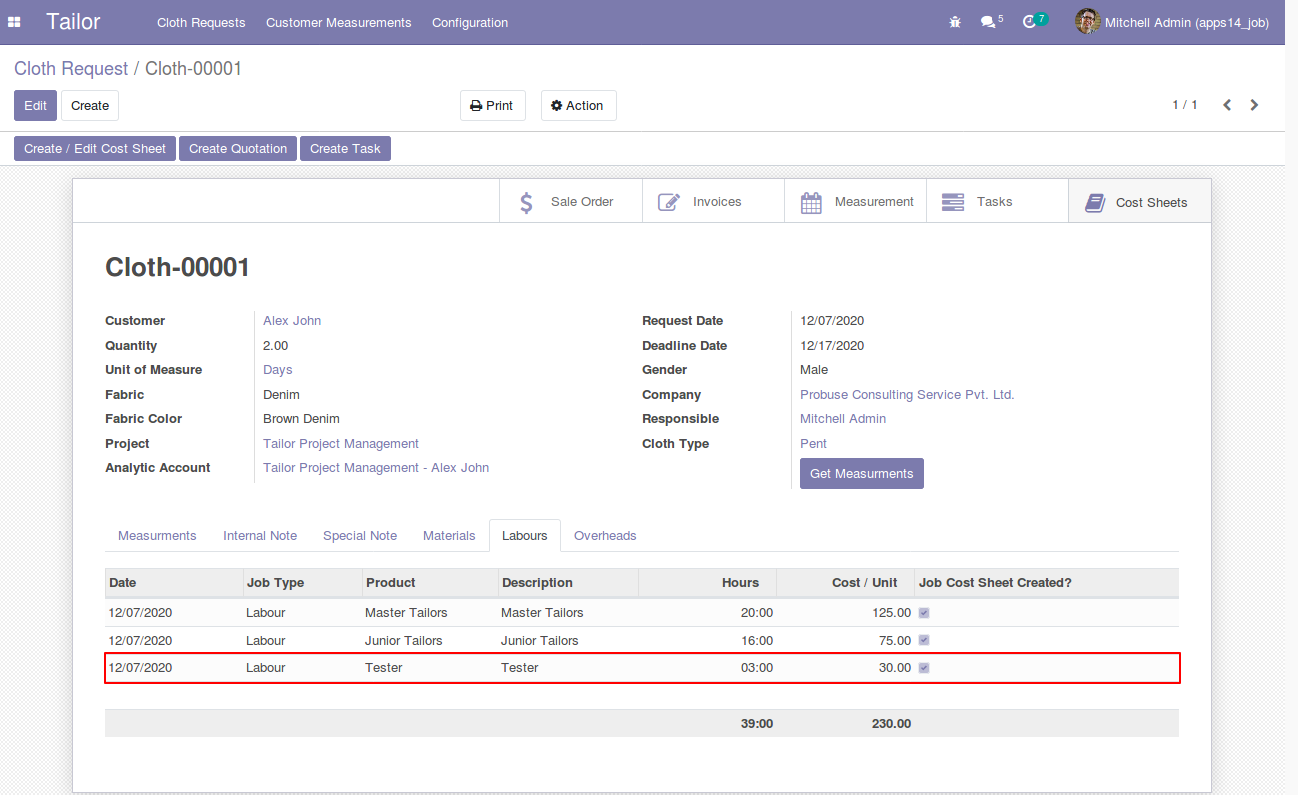 Tailor Cloth Requests Customer Measurements Configuration 5 7 Mitchell Admin (apps14_job)
Cloth Request / Cloth-00001
Edit Create Print Action 1 / 1
Create / Edit Cost Sheet Create Quotation Create Task
Sale Order Invoices Measurement Tasks Cost Sheets
Cloth-00001
Customer Alex John Request Date 12/07/2020
Quantity 2.00 Deadline Date 12/17/2020
Unit of Measure Days Gender Male
Fabric Denim Company Probuse Consulting Service Pvt. Ltd.
Fabric Color Brown Denim Responsible Mitchell Admin
Project Tailor Project Management Cloth Type Pent
Analytic Account Tailor Project Management - Alex John Get Measurments
Measurments Internal Note Special Note Materials Labours Overheads
Date Job Type Product Description Hours Cost / Unit Job Cost Sheet Created?
12/07/2020 Labour Master Tailors Master Tailors 20:00 125.00
12/07/2020 Labour Junior Tailors Junior Tailors 16:00 75.00
12/07/2020 Labour Tester Tester 03:00 30.00
39:00 230.00